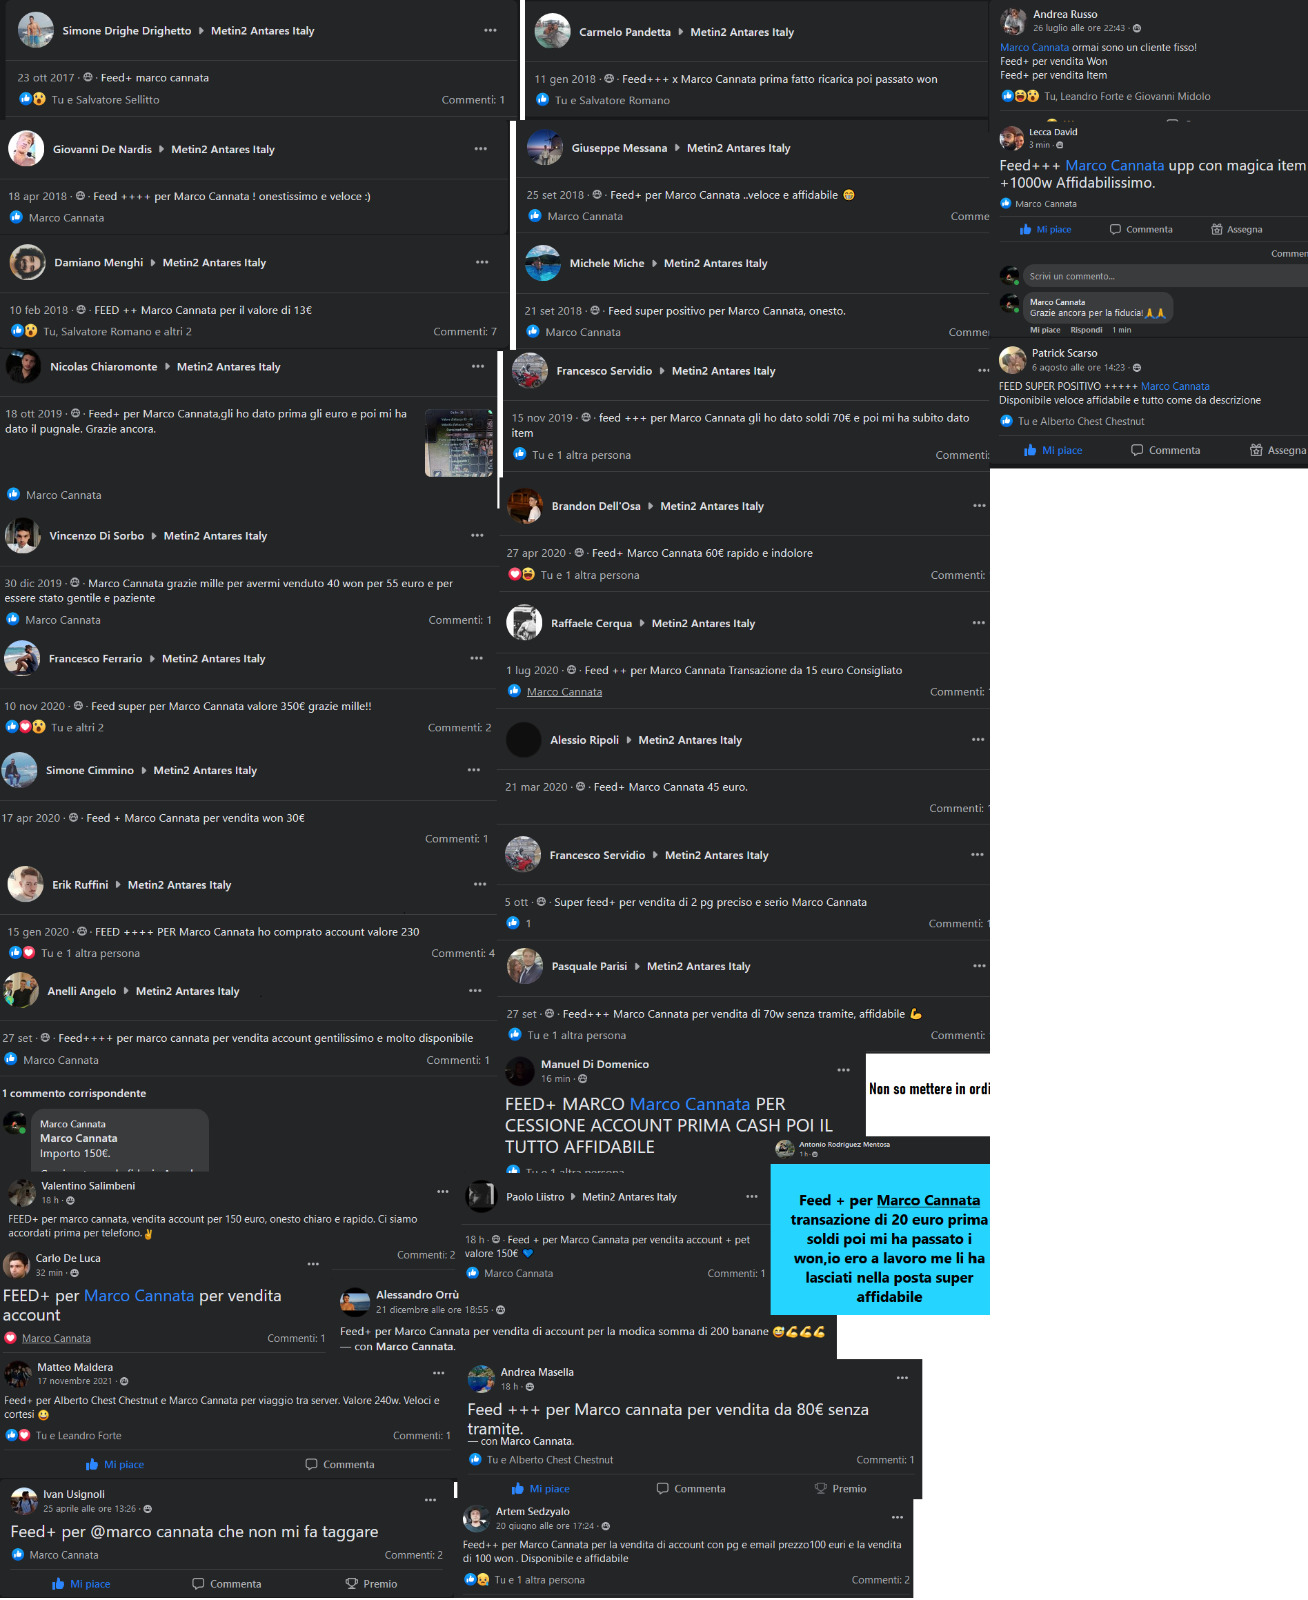 Simone Drighe Drighetto ▸ Metin2 Antares Italy
23 ott 2017 · Feed+ marco cannata
Tu e Salvatore Sellitto
Commenti: 1
Giovanni De Nardis ▸ Metin2 Antares Italy
18 apr 2018 · Feed ++++ per Marco Cannata ! onestissimo e veloce :)
Marco Cannata
Damiano Menghi ▸ Metin2 Antares Italy
10 feb 2018 · FEED ++ Marco Cannata per il valore di 13€
Tu, Salvatore Romano e altri 2
Commenti: 7
Nicolas Chiaromonte ▸ Metin2 Antares Italy
18 ott 2019 · Feed+ per Marco Cannata,gli ho dato prima gli euro e poi mi ha
dato il pugnale. Grazie ancora.
Marco Cannata
Vincenzo Di Sorbo ▸ Metin2 Antares Italy
30 dic 2019 · Marco Cannata grazie mille per avermi venduto 40 won per 55 euro e per
essere stato gentile e paziente
Marco Cannata
Commenti: 1
Francesco Ferrario ▸ Metin2 Antares Italy
10 nov 2020 · Feed super per Marco Cannata valore 350€ grazie mille!!
Tu e altri 2
Commenti: 2
Simone Cimmino ▸ Metin2 Antares Italy
17 apr 2020 · Feed + Marco Cannata per vendita won 30€
Commenti: 1
Erik Ruffini ▸ Metin2 Antares Italy
15 gen 2020 · FEED ++++ PER Marco Cannata ho comprato account valore 230
Tu e 1 altra persona
Commenti: 4
Anelli Angelo ▸ Metin2 Antares Italy
27 set · Feed++++ per marco cannata per vendita account gentilissimo e molto disponibile
Marco Cannata
Commenti: 1
1 commento corrispondente
Marco Cannata
Marco Cannata
Importo 150€.
Valentino Salimbeni
18 h
FEED+ per marco cannata, vendita account per 150 euro, onesto chiaro e rapido. Ci siamo
accordati prima per telefono.✌
Commenti: 2
Carlo De Luca
32 min
FEED+ per Marco Cannata per vendita
account
Marco Cannata
Commenti: 1
Matteo Maldera
17 novembre 2021
Feed+ per Alberto Chest Chestnut e Marco Cannata per viaggio tra server. Valore 240w. Veloci e
cortesi 😀
Tu e Leandro Forte
Commenti: 1
Mi piace
Commenta
Ivan Usignoli
25 aprile alle ore 13:26
Feed+ per @marco cannata che non mi fa taggare
Marco Cannata
Commenti: 2
Mi piace
Commenta
Premio
Carmelo Pandetta ▸ Metin2 Antares Italy
11 gen 2018 · Feed+++ x Marco Cannata prima fatto ricarica poi passato won
Tu e Salvatore Romano
Giuseppe Messana ▸ Metin2 Antares Italy
25 set 2018 · Feed+ per Marco Cannata ..veloce e affidabile 😁
Marco Cannata
Comme
Michele Miche ▸ Metin2 Antares Italy
21 set 2018 · Feed super positivo per Marco Cannata, onesto.
Marco Cannata
Comme
Francesco Servidio ▸ Metin2 Antares Italy
15 nov 2019 · feed +++ per Marco Cannata gli ho dato soldi 70€ e poi mi ha subito dato
item
Tu e 1 altra persona
Commenti:
Brandon Dell'Osa ▸ Metin2 Antares Italy
27 apr 2020 · Feed+ Marco Cannata 60€ rapido e indolore
Tu e 1 altra persona
Commenti:
Raffaele Cerqua ▸ Metin2 Antares Italy
1 lug 2020 · Feed ++ per Marco Cannata Transazione da 15 euro Consigliato
Marco Cannata
Commenti:
Alessio Ripoli ▸ Metin2 Antares Italy
21 mar 2020 · Feed+ Marco Cannata 45 euro.
Commenti:
Francesco Servidio ▸ Metin2 Antares Italy
5 ott · Super feed+ per vendita di 2 pg preciso e serio Marco Cannata
1
Commenti:
Pasquale Parisi ▸ Metin2 Antares Italy
27 set · Feed+++ Marco Cannata per vendita di 70w senza tramite, affidabile 💪
Tu e 1 altra persona
Commenti:
Manuel Di Domenico
16 min
FEED+ MARCO Marco Cannata PER
CESSIONE ACCOUNT PRIMA CASH POI IL
TUTTO AFFIDABILE
Tu e 1 altra persona
Non so mettere in ordi
Antonio Rodriguez Mentosa
1 h
Feed + per Marco Cannata
transazione di 20 euro prima
soldi poi mi ha passato i
won,io ero a lavoro me li ha
lasciati nella posta super
affidabile
Paolo Liistro ▸ Metin2 Antares Italy
18 h · Feed + per Marco Cannata per vendita account + pet
valore 150€ 💙
Marco Cannata
Commenti: 1
Alessandro Orrù
21 dicembre alle ore 18:55
Feed+ per Marco Cannata per vendita di account per la modica somma di 200 banane 😅💪💪💪
— con Marco Cannata.
Andrea Masella
18 h
Feed +++ per Marco cannata per vendita da 80€ senza
tramite.
— con Marco Cannata.
Tu e Alberto Chest Chestnut
Commenti: 1
Mi piace
Commenta
Premio
Artem Sedzyalo
20 giugno alle ore 17:24
Feed++ per Marco Cannata per la vendita di account con pg e email prezzo100 euri e la vendita
di 100 won . Disponibile e affidabile
Tu e 1 altra persona
Commenti: 2
Andrea Russo
26 luglio alle ore 22:43
Marco Cannata ormai sono un cliente fisso!
Feed+ per vendita Won
Feed+ per vendita Item
Tu, Leandro Forte e Giovanni Midolo
Lecca David
3 min
Feed+++ Marco Cannata upp con magica item
+1000w Affidabilissimo.
Marco Cannata
Mi piace
Commenta
Assegna
Commen
Scrivi un commento...
Marco Cannata
Grazie ancora per la fiducia!🙏🙏
Mi piace Rispondi 1 min
Patrick Scarso
6 agosto alle ore 14:23
FEED SUPER POSITIVO +++++ Marco Cannata
Disponibile veloce affidabile e tutto come da descrizione
Tu e Alberto Chest Chestnut
Mi piace
Commenta
Assegna